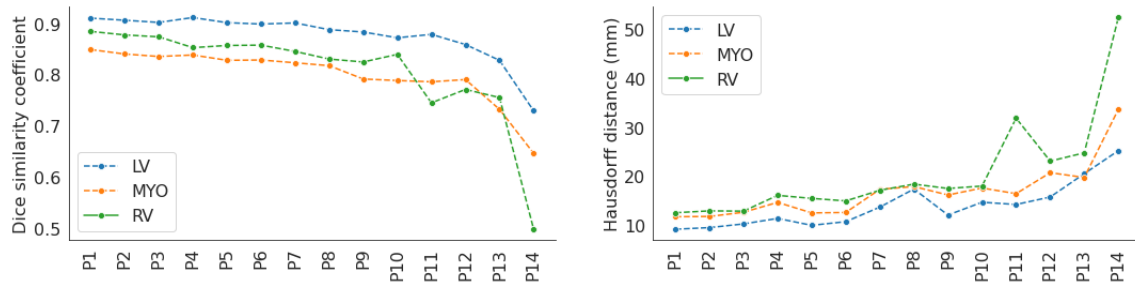 Dice similarity coefficient
0.9
0.8
0.7
0.6
0.5
LV
MYO
RV
P1 P2 P3 P4 P5 P6 P7 P8 P9 P10 P11 P12 P13 P14
Hausdorff distance (mm)
50
40
30
20
10
LV
MYO
RV
P1 P2 P3 P4 P5 P6 P7 P8 P9 P10 P11 P12 P13 P14